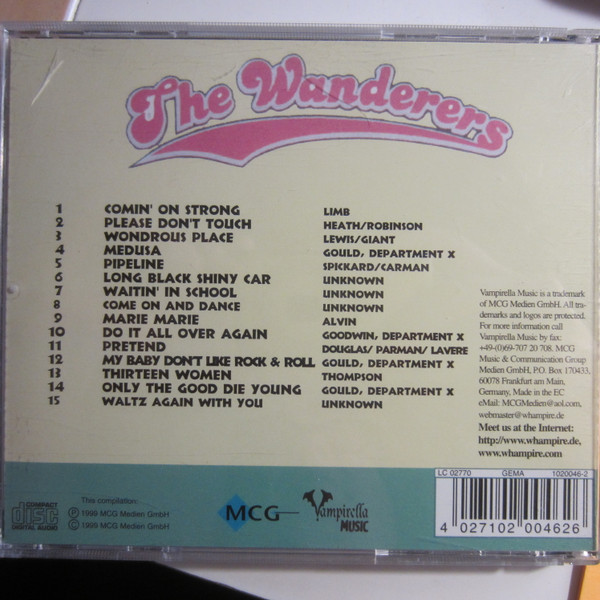 The Wanderers
1 COMIN' ON STRONG LIMB
2 PLEASE DON'T TOUCH HEATH/ROBINSON
3 WONDROUS PLACE LEWIS/GIANT
4 MEDUSA GOULD, DEPARTMENT X
5 PIPELINE SPICKARD/CARMAN
6 LONG BLACK SHINY CAR UNKNOWN
7 WAITIN' IN SCHOOL UNKNOWN
8 COME ON AND DANCE UNKNOWN
9 MARIE MARIE ALVIN
10 DO IT ALL OVER AGAIN GOODWIN, DEPARTMENT X
11 PRETEND DOUGLAS/ PARMAN/ LAVERE
12 MY BABY DON'T LIKE ROCK & ROLL GOULD, DEPARTMENT X
13 THIRTEEN WOMEN THOMPSON
14 ONLY THE GOOD DIE YOUNG GOULD, DEPARTMENT X
15 WALTZ AGAIN WITH YOU UNKNOWN
Vampirella Music is a trademark
of MCG Medien GmbH. All tra-
demarks and logos are protected.
For more information call
Vampirella Music by fax:
+49-(0)69-707 20 708. MCG
Music & Communication Group
Medien GmbH, P.O. Box 170433,
60078 Frankfurt am Main,
Germany, Made in the EC
eMail: MCGMedien@aol.com,
webmaster@whampire.de
Meet us at the Internet:
http://www.whampire.de,
www.whampire.com
LC 02770 GEMA 1020046-2
4 027102 004626
COMPACT
disc
DIGITAL AUDIO
This compilation:
℗ 1999 MCG Medien GmbH
© 1999 MCG Medien GmbH
MCG
Vampirella
MUSIC